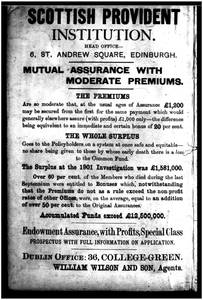 SCOTTISH PROVIDENT
INSTITUTION.
HEAD OFFICE—
6, ST. ANDREW SQUARE, EDINBURGH.
MUTUAL ASSURANCE WITH
MODERATE PREMIUMS.
THE PREMIUMS
Are so moderate that, at the usual ages of Assurance £1,200
may be secured from the first for the same payment which would
generally elsewhere assure (with profits) £1,000 only—the difference
being equivalent to an immediate and certain bonus of 20 per cent.
THE WHOLE SURPLUS
Goes to the Policyholders on a system at once safe and equitable—
no share being given to those by whose early death there is a loss
to the Common Fund.
The Surplus at the 1901 Investigation was £1,581,000.
Over 60 per cent. of the Members who died during the last
Septennium were entitled to Bonuses which, notwithstanding
that the Premiums do not as a rule exceed the non-profit
rates of other Offices, were, on the average, equal to an addition
of over 50 per cent to the Original Assurances.
Accumulated Funds exceed £12,500,000.
Endowment Assurance, with Profits, Special Class
PROSPECTUS WITH FULL INFORMATION ON APPLICATION.
DUBLIN OFFICE: 36, COLLEGE-GREEN.
WILLIAM WILSON AND SON, Agents.